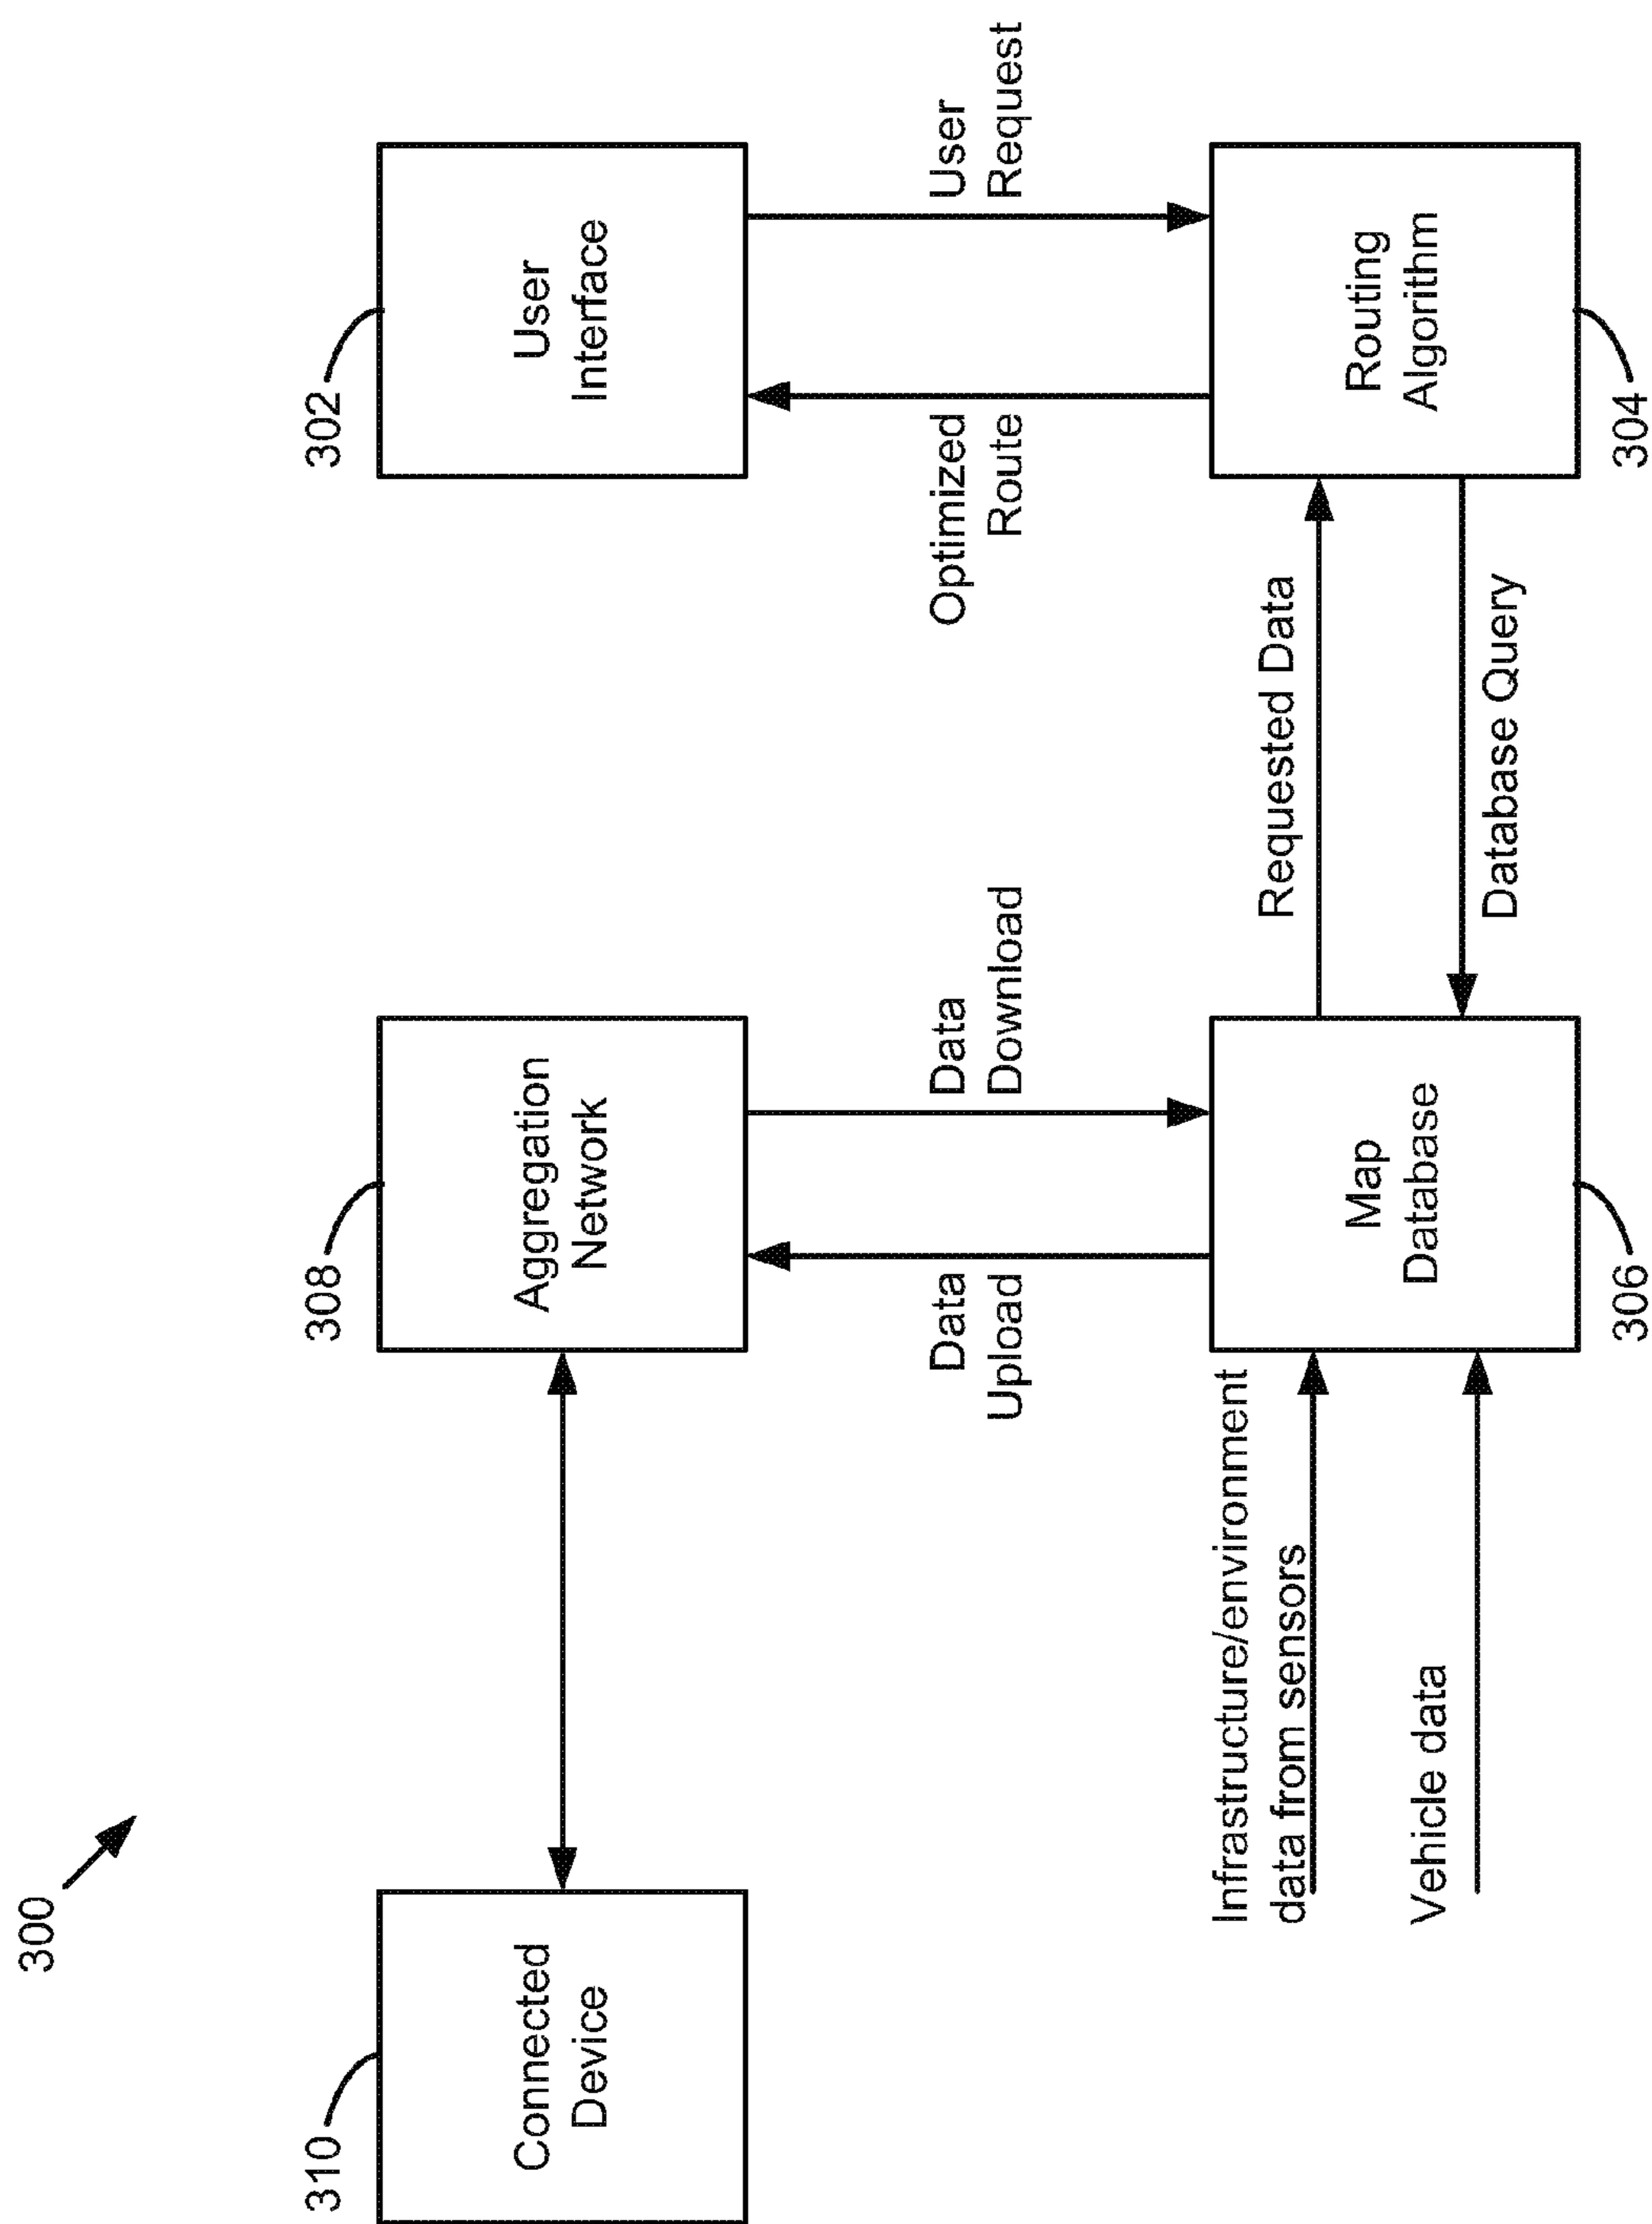 300
310
Connected
Device
308
Aggregation
Network
302
User
Interface
Data
Upload
Data
Download
Optimized
Route
User
Request
Infrastructure/environment
data from sensors
Vehicle data
Map
Database
306
Requested Data
Database Query
Routing
Algorithm
304